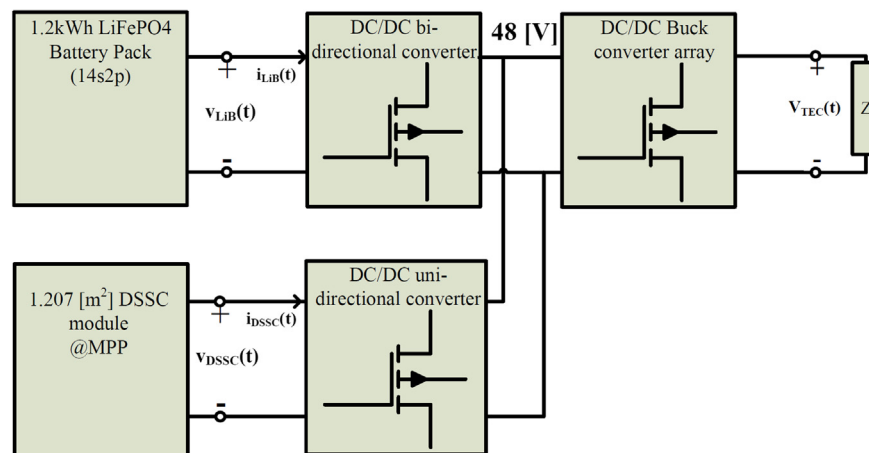 1.2kWh LiFePO4
Battery Pack
(14s2p)
+
iLiB(t)
vLiB(t)
-
DC/DC bi-
directional converter
48 [V]
DC/DC Buck
converter array
+
VTEC(t)
-
Z
1.207 [m²] DSSC
module
@MPP
+
iDSSC(t)
vDSSC(t)
-
DC/DC uni-
directional converter